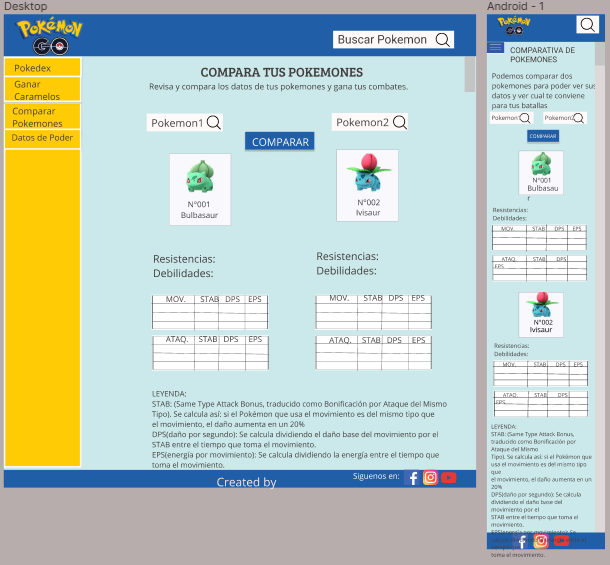 Desktop
Pokémon
GO
Buscar Pokemon
Pokedex
Ganar
Caramelos
Comparar
Pokemones
Datos de Poder
COMPARA TUS POKEMONES
Revisa y compara los datos de tus pokemones y gana tus combates.
Pokemon1
Pokemon2
COMPARAR
N°001
Bulbasaur
N°002
Ivisaur
Resistencias:
Debilidades:
Resistencias:
Debilidades:
MOV. STAB DPS EPS
MOV. STAB DPS EPS
ATAQ. STAB DPS EPS
ATAQ. STAB DPS EPS
LEYENDA;
STAB: (Same Type Attack Bonus, traducido como Bonificación por Ataque del Mismo
Tipo). Se calcula así: si el Pokémon que usa el movimiento es del mismo tipo que
el movimiento, el daño aumenta en un 20%
DPS(daño por segundo): Se calcula dividiendo el daño base del movimiento por el
STAB entre el tiempo que toma el movimiento.
EPS(energía por movimiento): Se calcula dividiendo la energía entre el tiempo que
toma el movimiento.
Created by
Siguenos en:
Android - 1
Pokémon
GO
COMPARATIVA DE
POKEMONES
Podemos comparar dos
pokemones para poder ver sus
datos y ver cual te conviene
para tus batallas
Pokemon1
Pokemon2
COMPARAR
N°001
Bulbasau
r
Resistencias:
Debilidades:
MOV. STAB DPS EPS
ATAQ. STAB DPS
EPS
N°002
Ivisaur
Resistencias:
Debilidades:
MOV. STAB DPS EPS
ATAQ. STAB DPS
EPS
LEYENDA:
STAB: (Same Type Attack Bonus,
traducido como Bonificación por
Ataque del Mismo
Tipo). Se calcula así: si el Pokémon que
usa el movimiento es del mismo tipo
que
el movimiento, el daño aumenta en un
20%
DPS(daño por segundo): Se calcula
dividiendo el daño base del
movimiento por el
STAB entre el tiempo que toma el
movimiento.
EPS(energía por movimiento): Se
toma el movimiento.